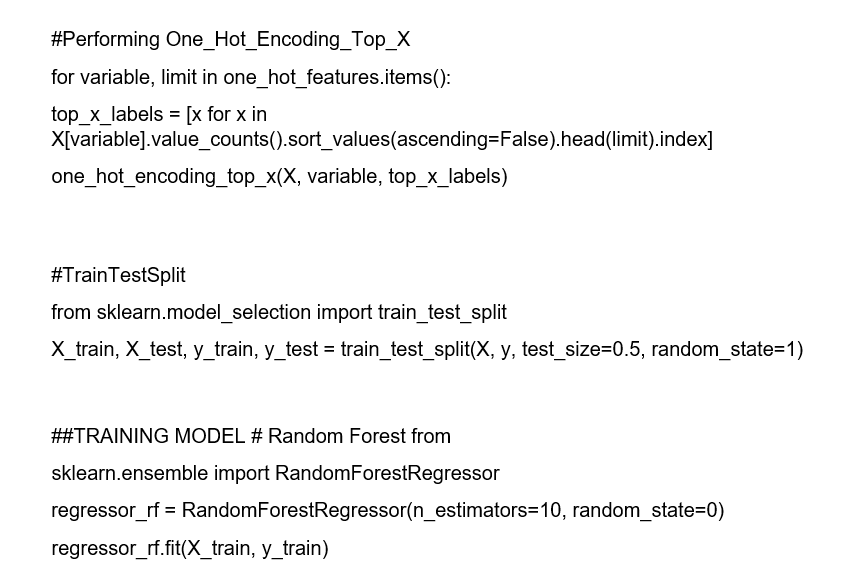 #Performing One_Hot_Encoding_Top_X
for variable, limit in one_hot_features.items():
top_x_labels = [x for x in
X[variable].value_counts().sort_values(ascending=False).head(limit).index]
one_hot_encoding_top_x(X, variable, top_x_labels)
#TrainTestSplit
from sklearn.model_selection import train_test_split
X_train, X_test, y_train, y_test = train_test_split(X, y, test_size=0.5, random_state=1)
##TRAINING MODEL # Random Forest from
sklearn.ensemble import RandomForestRegressor
regressor_rf = RandomForestRegressor(n_estimators=10, random_state=0)
regressor_rf.fit(X_train, y_train)